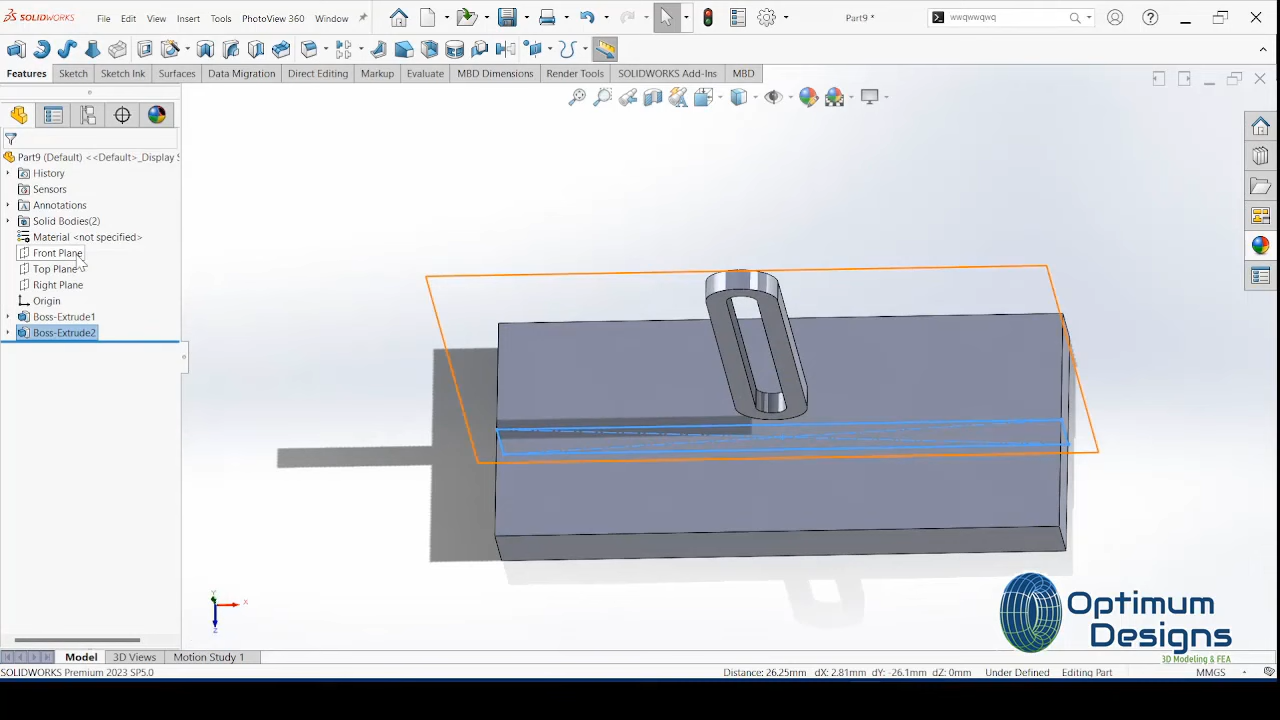 SOLIDWORKS File Edit View Insert Tools PhotoView 360 Window Part9 * wwqwwqwq
Features Sketch Sketch Ink Surfaces Data Migration Direct Editing Markup Evaluate MBD Dimensions Render Tools SOLIDWORKS Add-Ins MBD
Part9 (Default) <<Default>_Display S
History
Sensors
Annotations
Solid Bodies(2)
Material <not specified>
Front Plane
Top Plane
Right Plane
Origin
Boss-Extrude1
Boss-Extrude2
Y
X
Z
Optimum
Designs
3D Modeling & FEA
Model 3D Views Motion Study 1
SOLIDWORKS Premium 2023 SP5.0 Distance: 26.25mm dX: 2.81mm dY: -26.1mm dZ: 0mm Under Defined Editing Part MMGS